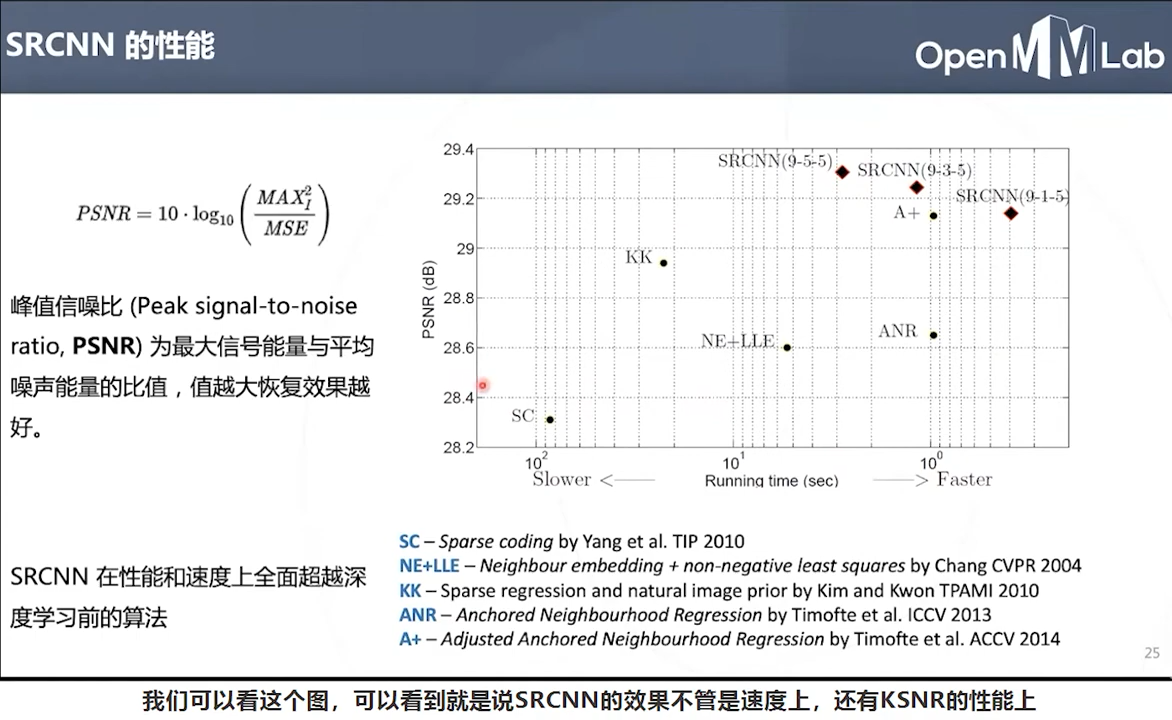 SRCNN 的性能
OpenMMLab
PSNR = 10 · log₁₀ (MAX_I² / MSE)
峰值信噪比 (Peak signal-to-noise
ratio, PSNR) 为最大信号能量与平均
噪声能量的比值，值越大恢复效果越
好。
SRCNN 在性能和速度上全面超越深
度学习前的算法
PSNR (dB)
29.4
29.2
29
28.8
28.6
28.4
28.2
SRCNN(9-5-5)
SRCNN(9-3-5)
SRCNN(9-1-5)
A+
KK
ANR
NE+LLE
SC
10²
10¹
10⁰
Slower <—— Running time (sec) ——> Faster
SC – Sparse coding by Yang et al. TIP 2010
NE+LLE – Neighbour embedding + non-negative least squares by Chang CVPR 2004
KK – Sparse regression and natural image prior by Kim and Kwon TPAMI 2010
ANR – Anchored Neighbourhood Regression by Timofte et al. ICCV 2013
A+ – Adjusted Anchored Neighbourhood Regression by Timofte et al. ACCV 2014
25
我们可以看这个图，可以看到就是说SRCNN的效果不管是速度上，还有KSNR的性能上